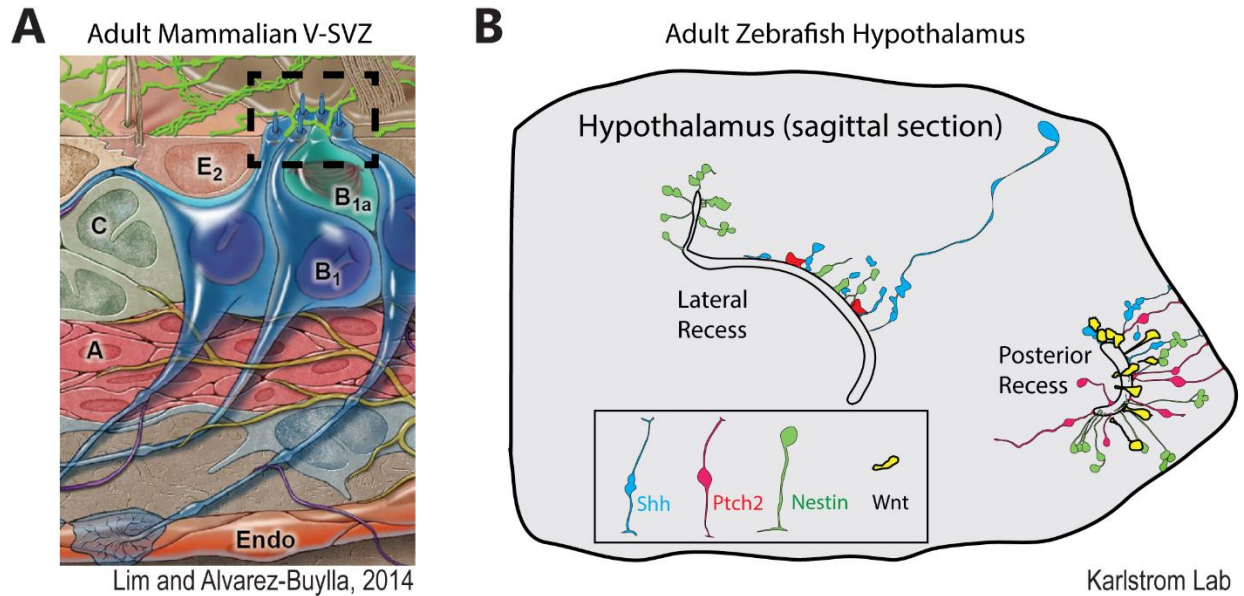 A
Adult Mammalian V-SVZ
E2
B1a
C
B1
A
Endo
Lim and Alvarez-Buylla, 2014
B
Adult Zebrafish Hypothalamus
Hypothalamus (sagittal section)
Lateral
Recess
Posterior
Recess
Shh
Ptch2
Nestin
Wnt
Karlstrom Lab